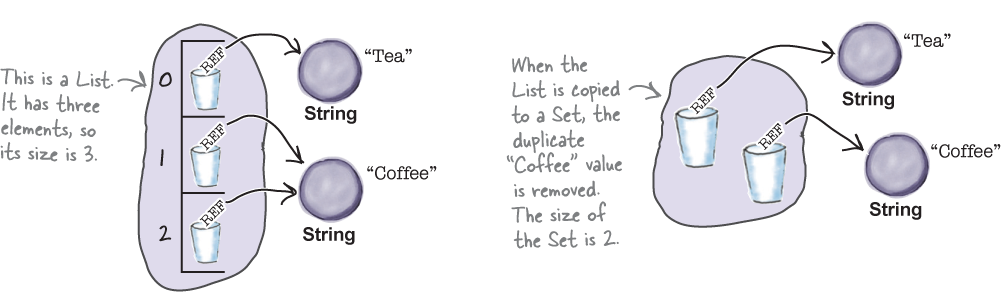 This is a List.
It has three
elements, so
its size is 3.
0
REF
1
REF
2
REF
"Tea"
String
"Coffee"
String
When the
List is copied
to a Set, the
duplicate
"Coffee" value
is removed.
The size of
the Set is 2.
REF
REF
"Tea"
String
"Coffee"
String